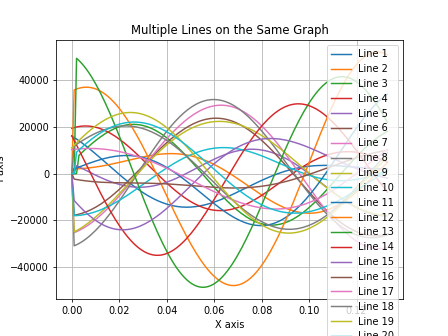 Multiple Lines on the Same Graph
40000
20000
0
−20000
−40000
0.00
0.02
0.04
0.06
0.08
0.10
X axis
axis
Line 1
Line 2
Line 3
Line 4
Line 5
Line 6
Line 7
Line 8
Line 9
Line 10
Line 11
Line 12
Line 13
Line 14
Line 15
Line 16
Line 17
Line 18
Line 19
Line 20